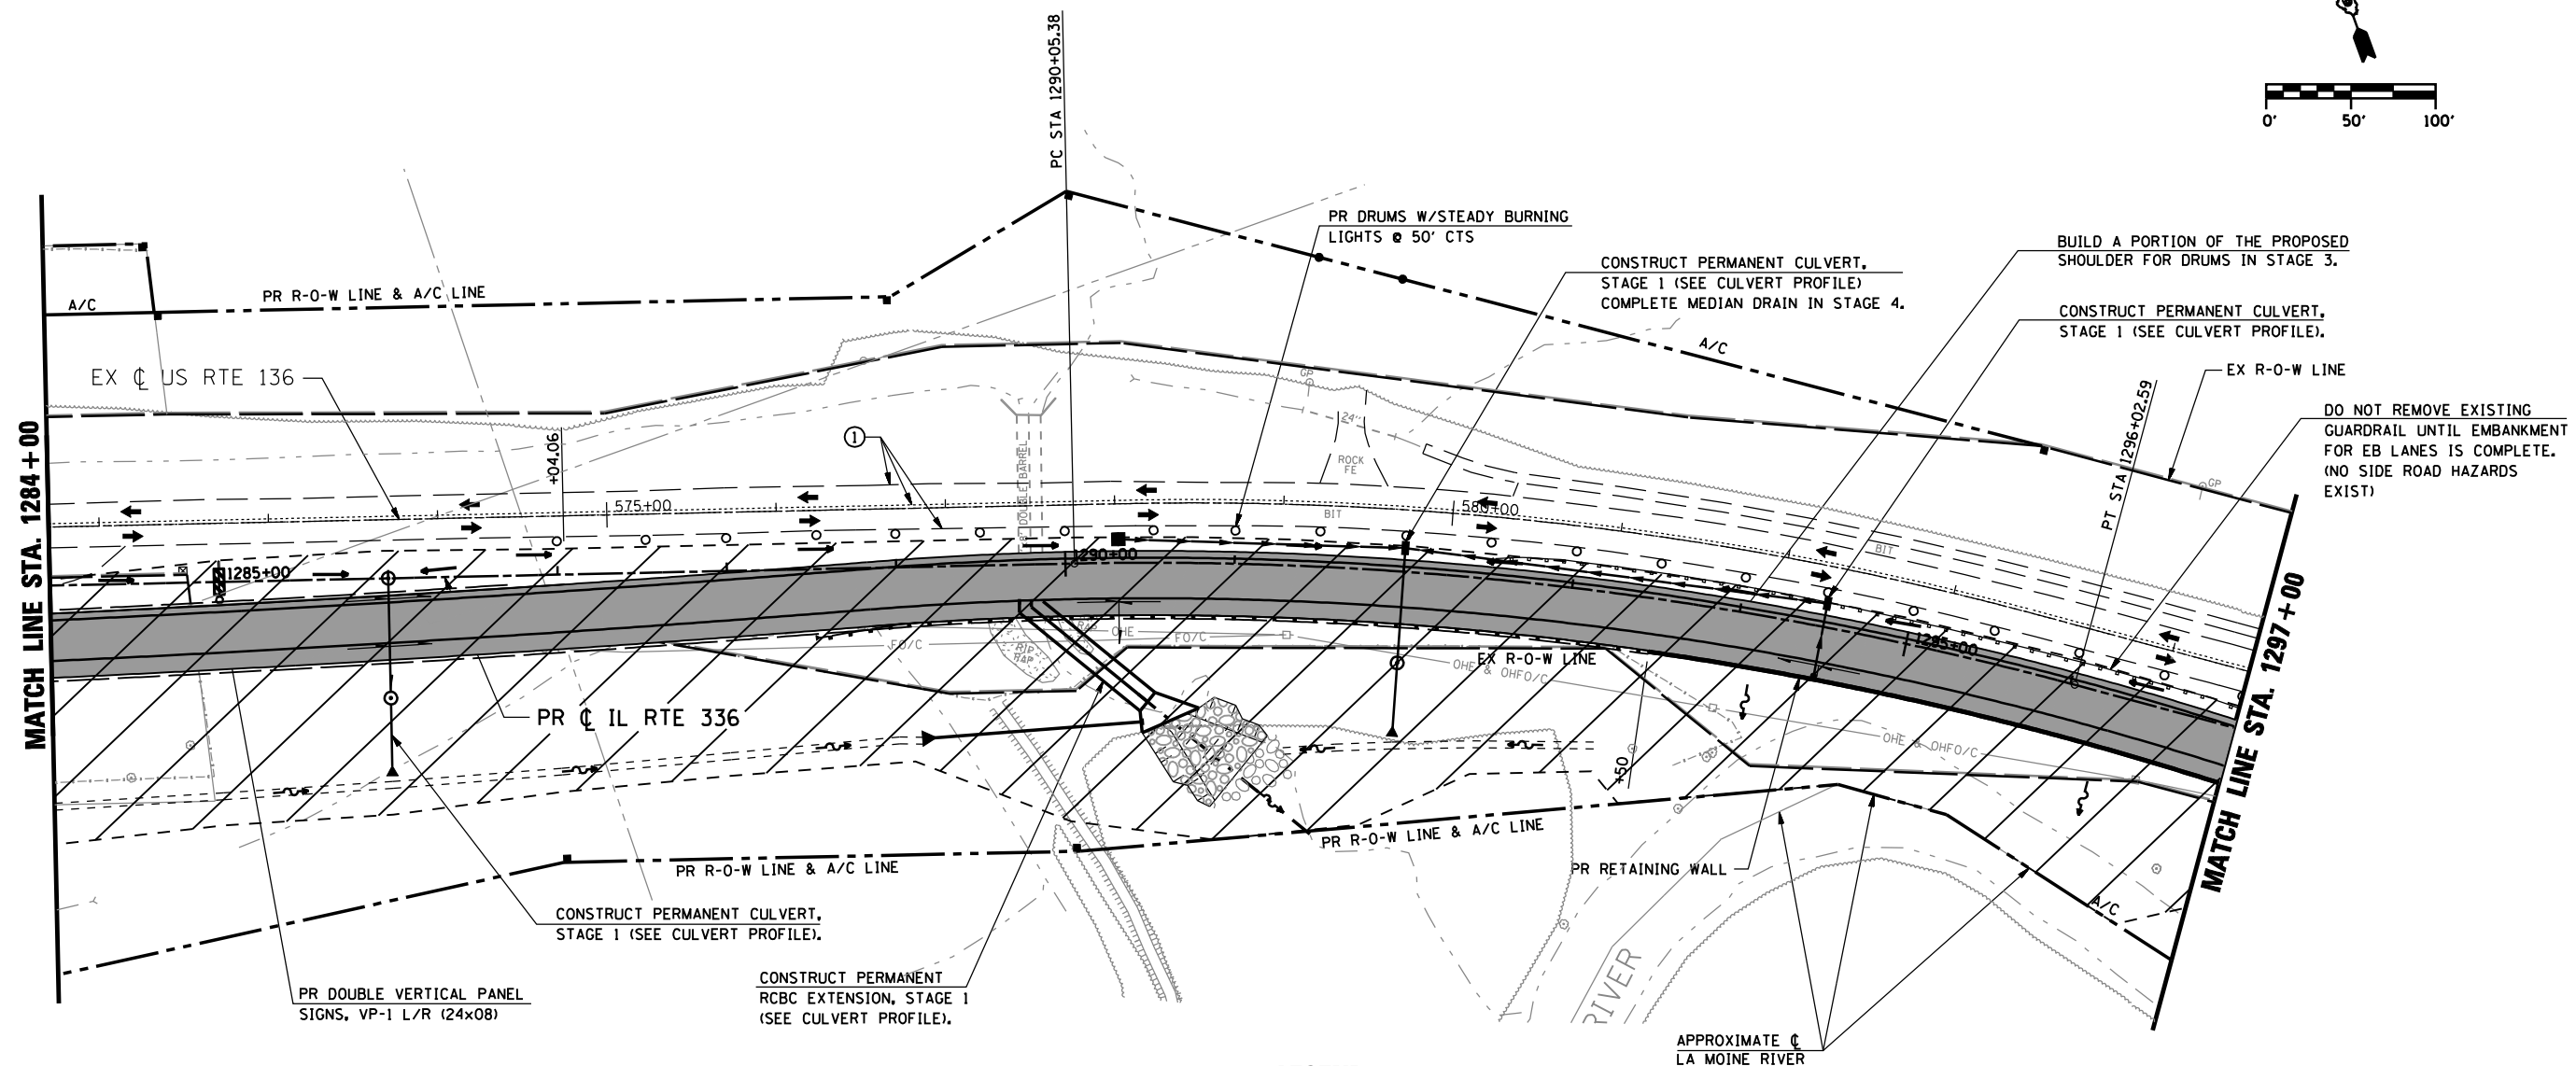 PC STA 1290+05.38
0' 50' 100'
PR DRUMS W/STEADY BURNING
LIGHTS @ 50' CTS
CONSTRUCT PERMANENT CULVERT,
STAGE 1 (SEE CULVERT PROFILE)
COMPLETE MEDIAN DRAIN IN STAGE 4.
BUILD A PORTION OF THE PROPOSED
SHOULDER FOR DRUMS IN STAGE 3.
CONSTRUCT PERMANENT CULVERT,
STAGE 1 (SEE CULVERT PROFILE).
A/C
PR R-O-W LINE & A/C LINE
A/C
EX ℄ US RTE 136
EX R-O-W LINE
PT STA 1296+02.59
DO NOT REMOVE EXISTING
GUARDRAIL UNTIL EMBANKMENT
FOR EB LANES IS COMPLETE.
(NO SIDE ROAD HAZARDS
EXIST)
GP
GP
24"
ROCK
FE
1
+04.06
DOUBLE BARREL
575+00
580+00
BIT
BIT
MATCH LINE STA. 1284+00
1285+00
1290+00
1295+00
MATCH LINE STA. 1297+00
FO/C
OHE
FO/C
RIP
RAP
EX R-O-W LINE
OHE & OHFO/C
OHE & OHFO/C
PR ℄ IL RTE 336
+50
PR R-O-W LINE & A/C LINE
PR R-O-W LINE & A/C LINE
PR RETAINING WALL
A/C
CONSTRUCT PERMANENT CULVERT,
STAGE 1 (SEE CULVERT PROFILE).
PR DOUBLE VERTICAL PANEL
SIGNS, VP-1 L/R (24x08)
CONSTRUCT PERMANENT
RCBC EXTENSION, STAGE 1
(SEE CULVERT PROFILE).
RIVER
APPROXIMATE ℄
LA MOINE RIVER